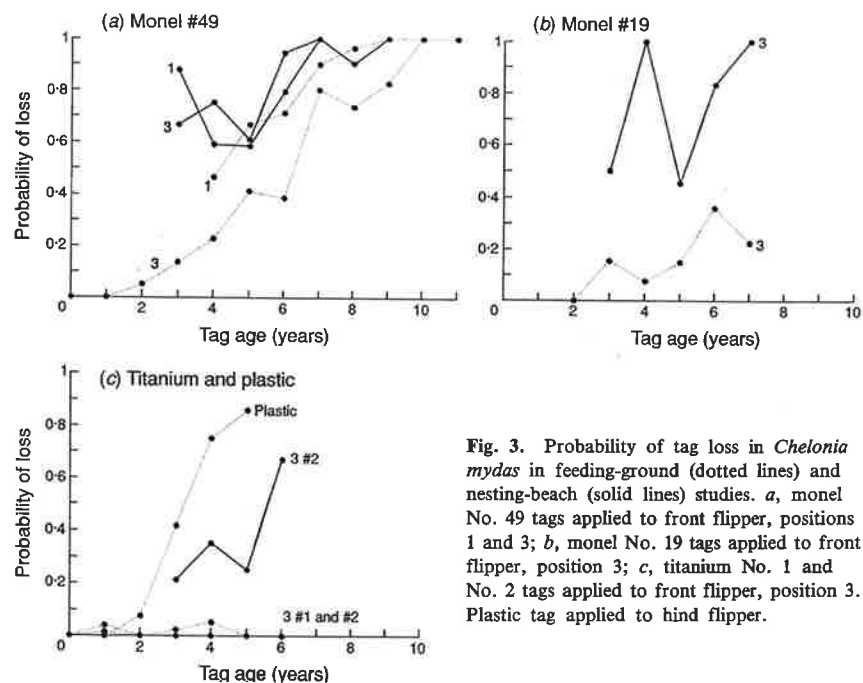 (a) Monel #49
Probability of loss
1
0·8
0·6
0·4
0·2
0
1
3
1
3
0 2 4 6 8 10
Tag age (years)
(b) Monel #19
1
0·8
0·6
0·4
0·2
0
3
3
0 2 4 6 8 10
Tag age (years)
(c) Titanium and plastic
Probability of loss
1
0·8
0·6
0·4
0·2
0
Plastic
3 #2
3 #1 and #2
0 2 4 6 8 10
Tag age (years)
Fig. 3. Probability of tag loss in Chelonia
mydas in feeding-ground (dotted lines) and
nesting-beach (solid lines) studies. a, monel
No. 49 tags applied to front flipper, positions
1 and 3; b, monel No. 19 tags applied to front
flipper, position 3; c, titanium No. 1 and
No. 2 tags applied to front flipper, position 3.
Plastic tag applied to hind flipper.